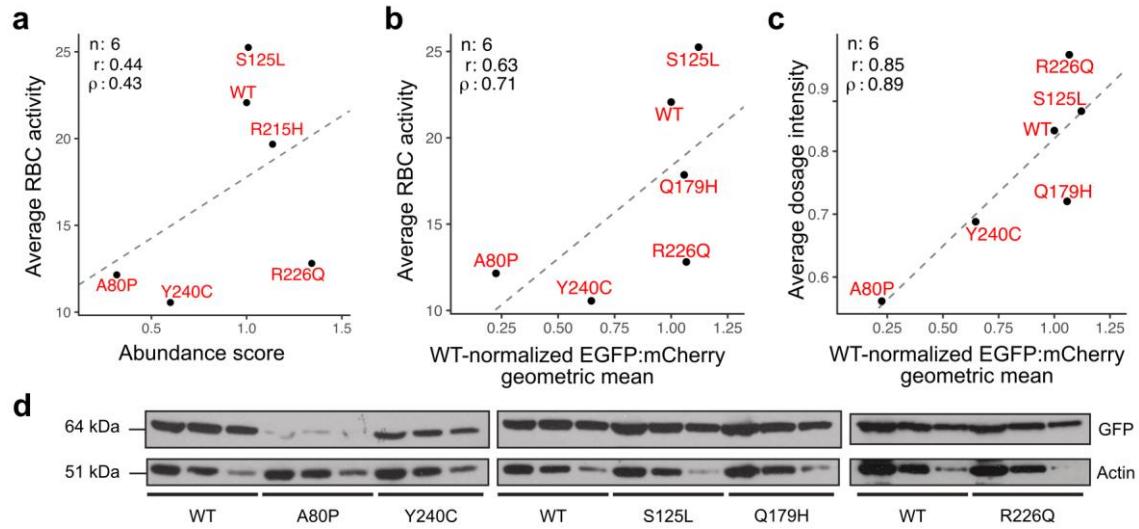 a
Average RBC activity
25
20
15
10
n: 6
r: 0.44
ρ: 0.43
S125L
WT
R215H
A80P
Y240C
R226Q
0.5
1.0
1.5
Abundance score
b
Average RBC activity
25
20
15
10
n: 6
r: 0.63
ρ: 0.71
S125L
WT
Q179H
A80P
R226Q
Y240C
0.25
0.50
0.75
1.00
1.25
WT-normalized EGFP:mCherry
geometric mean
c
Average dosage intensity
0.9
0.8
0.7
0.6
n: 6
r: 0.85
ρ: 0.89
R226Q
S125L
WT
Q179H
Y240C
A80P
0.25
0.50
0.75
1.00
1.25
WT-normalized EGFP:mCherry
geometric mean
d
64 kDa
GFP
51 kDa
Actin
WT A80P Y240C WT S125L Q179H WT R226Q